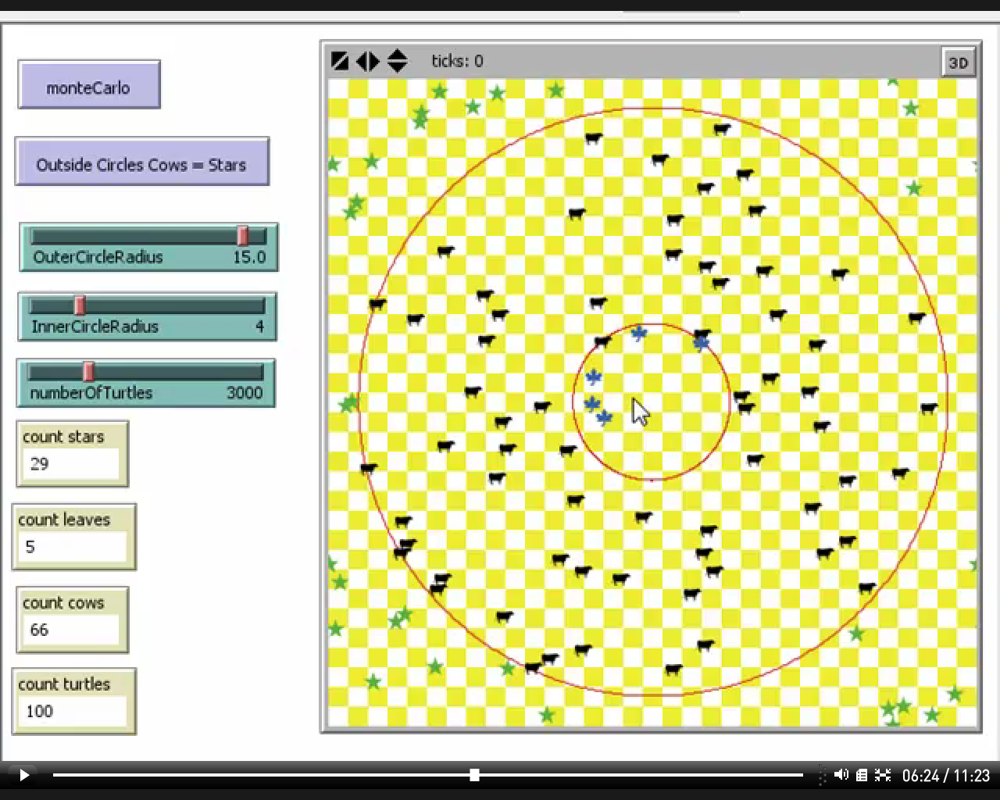 ticks: 0
3D
monteCarlo
Outside Circles Cows = Stars
OuterCircleRadius 15.0
InnerCircleRadius 4
numberOfTurtles 3000
count stars
29
count leaves
5
count cows
66
count turtles
100
06:24 / 11:23